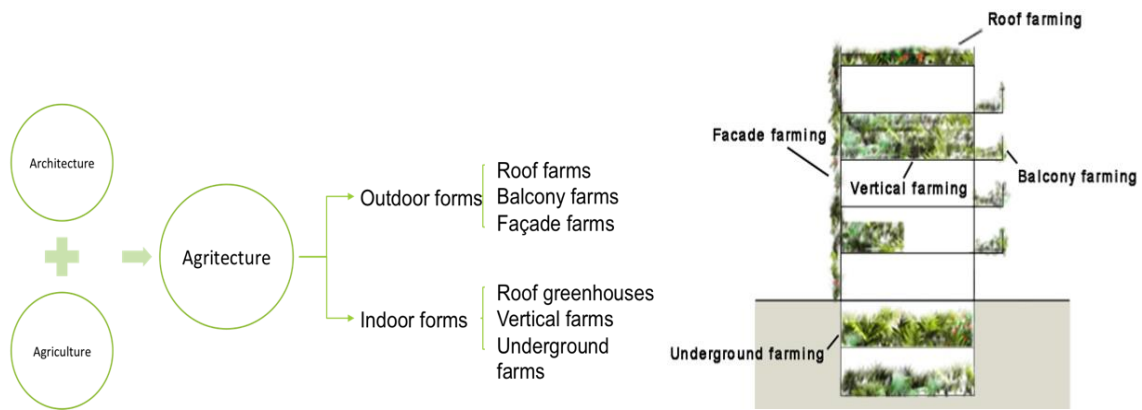 Architecture
Agriculture
Agritecture
Outdoor forms
Roof farms
Balcony farms
Façade farms
Indoor forms
Roof greenhouses
Vertical farms
Underground
farms
Roof farming
Facade farming
Vertical farming
Balcony farming
Underground farming